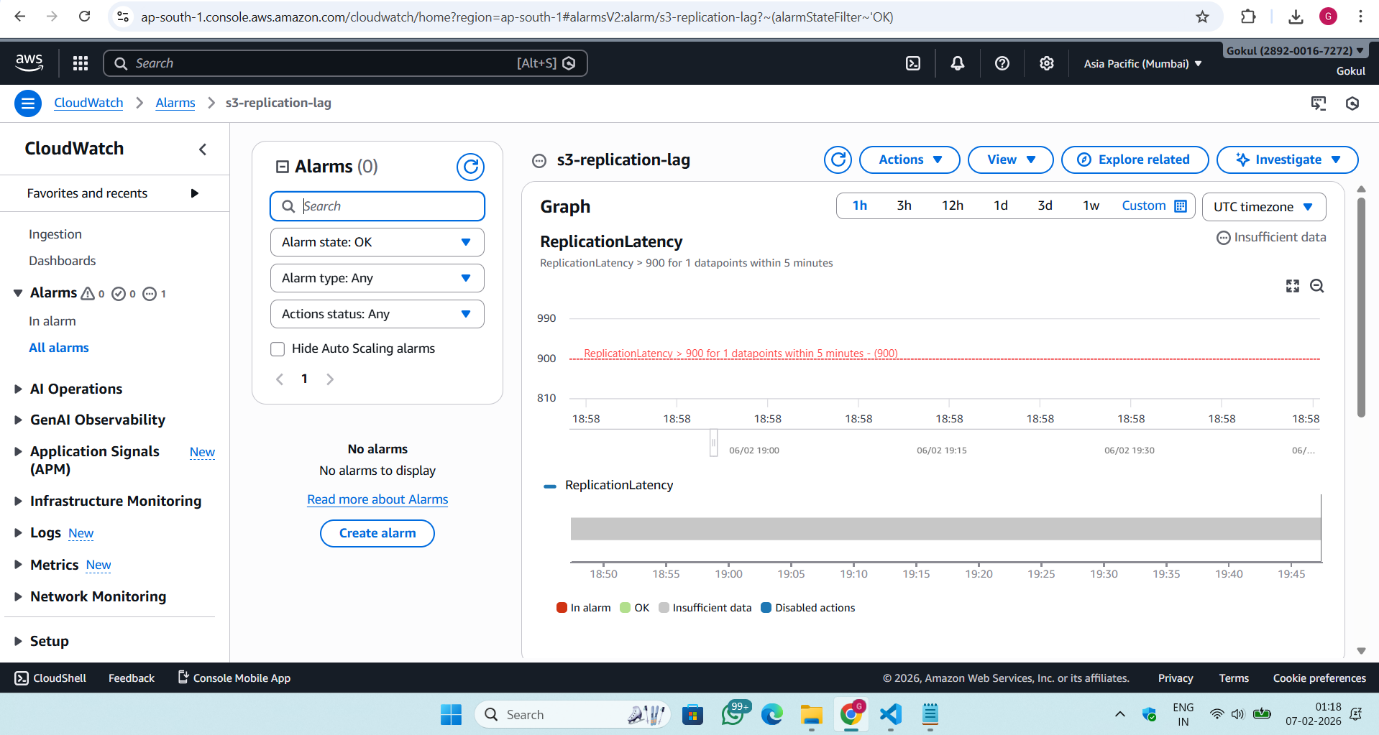 ap-south-1.console.aws.amazon.com/cloudwatch/home?region=ap-south-1#alarmsV2:alarm/s3-replication-lag?~(alarmStateFilter~'OK)
G
aws
Search
[Alt+S]
Asia Pacific (Mumbai)
Gokul (2892-0016-7272)
Gokul
CloudWatch
Alarms
s3-replication-lag
CloudWatch
Favorites and recents
Ingestion
Dashboards
Alarms 0 0 1
In alarm
All alarms
AI Operations
GenAI Observability
Application Signals (APM) New
Infrastructure Monitoring
Logs New
Metrics New
Network Monitoring
Setup
Alarms (0)
Search
Alarm state: OK
Alarm type: Any
Actions status: Any
Hide Auto Scaling alarms
1
No alarms
No alarms to display
Read more about Alarms
Create alarm
s3-replication-lag
Actions
View
Explore related
Investigate
Graph
1h 3h 12h 1d 3d 1w Custom
UTC timezone
ReplicationLatency
Insufficient data
ReplicationLatency > 900 for 1 datapoints within 5 minutes
990
ReplicationLatency > 900 for 1 datapoints within 5 minutes - (900)
900
810
18:58 18:58 18:58 18:58 18:58 18:58 18:58 18:58 18:58
06/02 19:00 06/02 19:15 06/02 19:30 06/...
ReplicationLatency
18:50 18:55 19:00 19:05 19:10 19:15 19:20 19:25 19:30 19:35 19:40 19:45
In alarm OK Insufficient data Disabled actions
CloudShell Feedback Console Mobile App
© 2026, Amazon Web Services, Inc. or its affiliates. Privacy Terms Cookie preferences
Search
99+
G
ENG
IN
01:18
07-02-2026